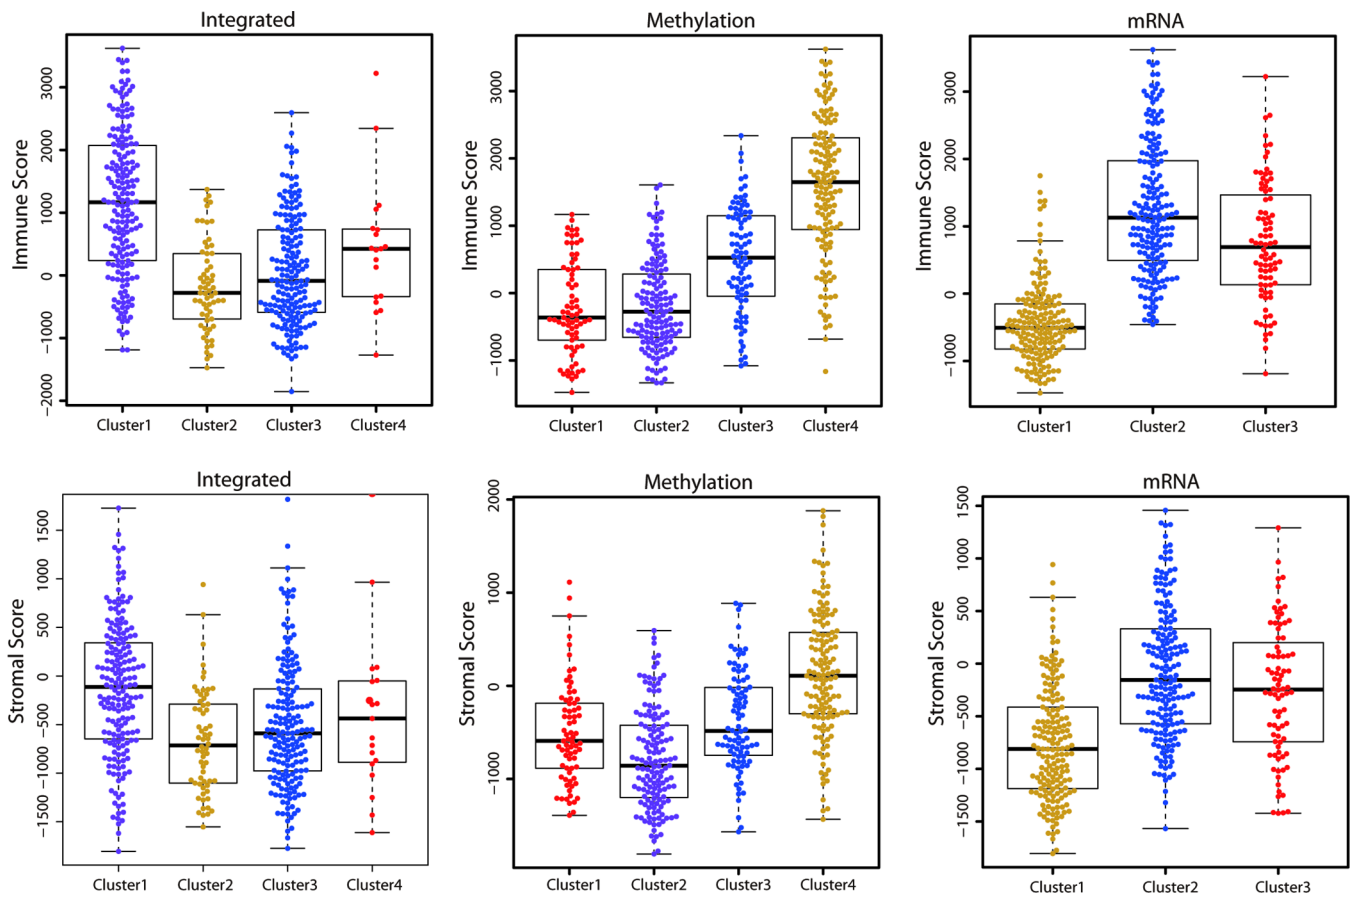 Integrated
Immune Score
3000
2000
1000
0
−1000
−2000
Cluster1 Cluster2 Cluster3 Cluster4
Methylation
Immune Score
3000
2000
1000
0
−1000
Cluster1 Cluster2 Cluster3 Cluster4
mRNA
Immune Score
3000
2000
1000
0
−1000
Cluster1 Cluster2 Cluster3
Integrated
Stromal Score
1500
1000
500
0
−500
−1000
−1500
Cluster1 Cluster2 Cluster3 Cluster4
Methylation
Stromal Score
2000
1000
0
−1000
Cluster1 Cluster2 Cluster3 Cluster4
mRNA
Stromal Score
1500
1000
500
0
−500
−1000
−1500
Cluster1 Cluster2 Cluster3